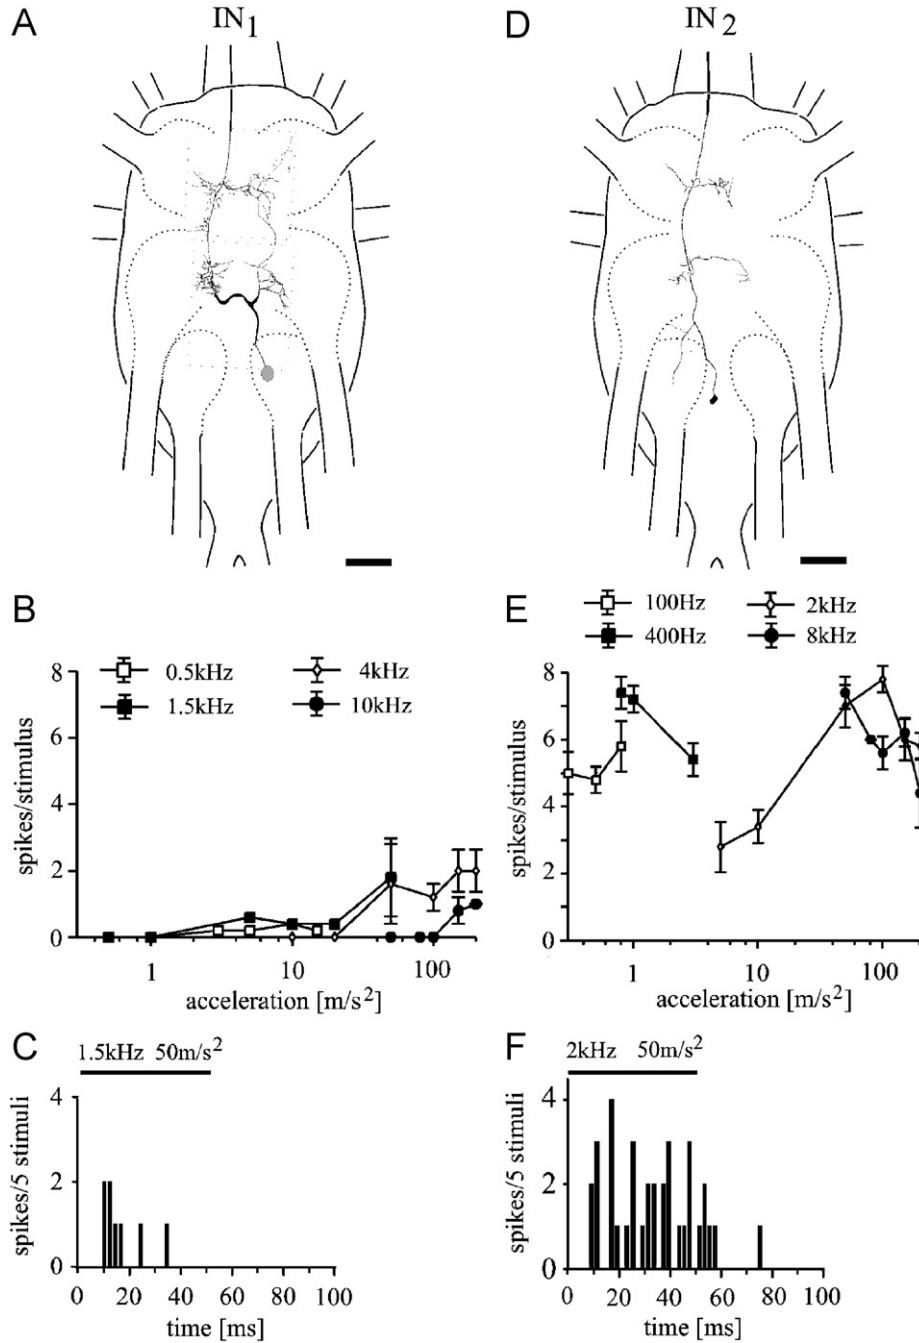 A IN1
D IN2
B
0.5kHz
1.5kHz
4kHz
10kHz
spikes/stimulus
8
6
4
2
0
1 10 100
acceleration [m/s2]
E
100Hz
400Hz
2kHz
8kHz
spikes/stimulus
8
6
4
2
0
1 10 100
acceleration [m/s2]
C
1.5kHz 50m/s2
spikes/5 stimuli
4
2
0
0 20 40 60 80 100
time [ms]
F
2kHz 50m/s2
spikes/5 stimuli
4
2
0
0 20 40 60 80 100
time [ms]